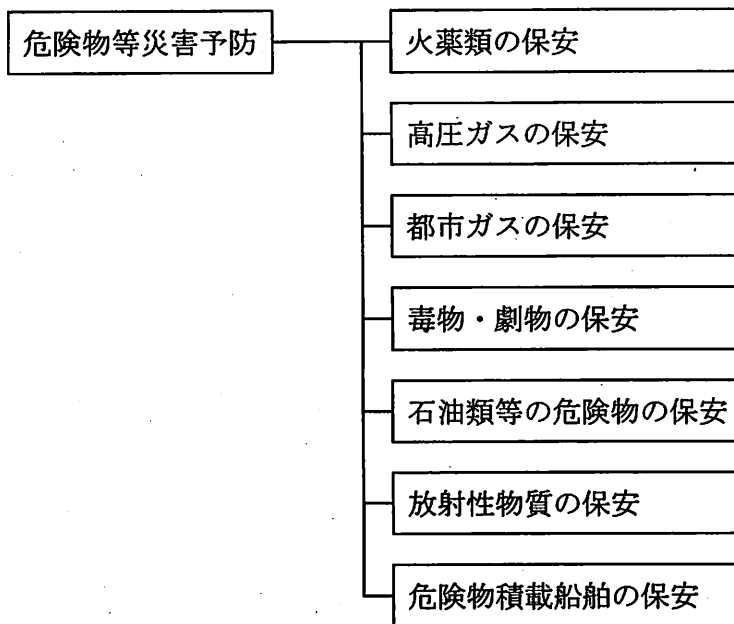 危険物等災害予防
火薬類の保安
高圧ガスの保安
都市ガスの保安
毒物・劇物の保安
石油類等の危険物の保安
放射性物質の保安
危険物積載船舶の保安